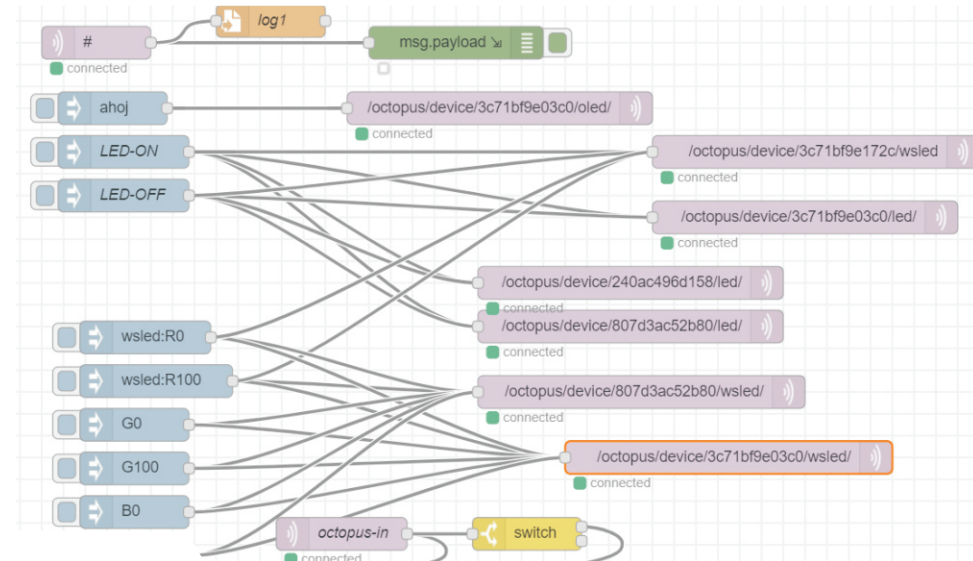 log1
#
msg.payload
connected
ahoj
/octopus/device/3c71bf9e03c0/oled/
connected
LED-ON
/octopus/device/3c71bf9e172c/wsled
connected
LED-OFF
/octopus/device/3c71bf9e03c0/led/
connected
/octopus/device/240ac496d158/led/
connected
/octopus/device/807d3ac52b80/led/
connected
wsled:R0
wsled:R100
/octopus/device/807d3ac52b80/wsled/
connected
G0
/octopus/device/3c71bf9e03c0/wsled/
connected
G100
B0
octopus-in
switch
connected